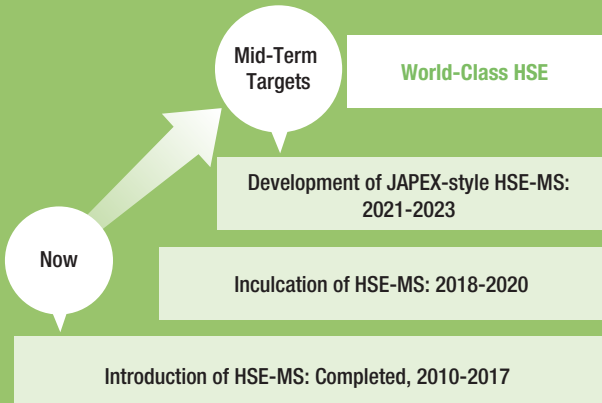 Mid-Term
Targets
World-Class HSE
Development of JAPEX-style HSE-MS:
2021-2023
Now
Inculcation of HSE-MS: 2018-2020
Introduction of HSE-MS: Completed, 2010-2017